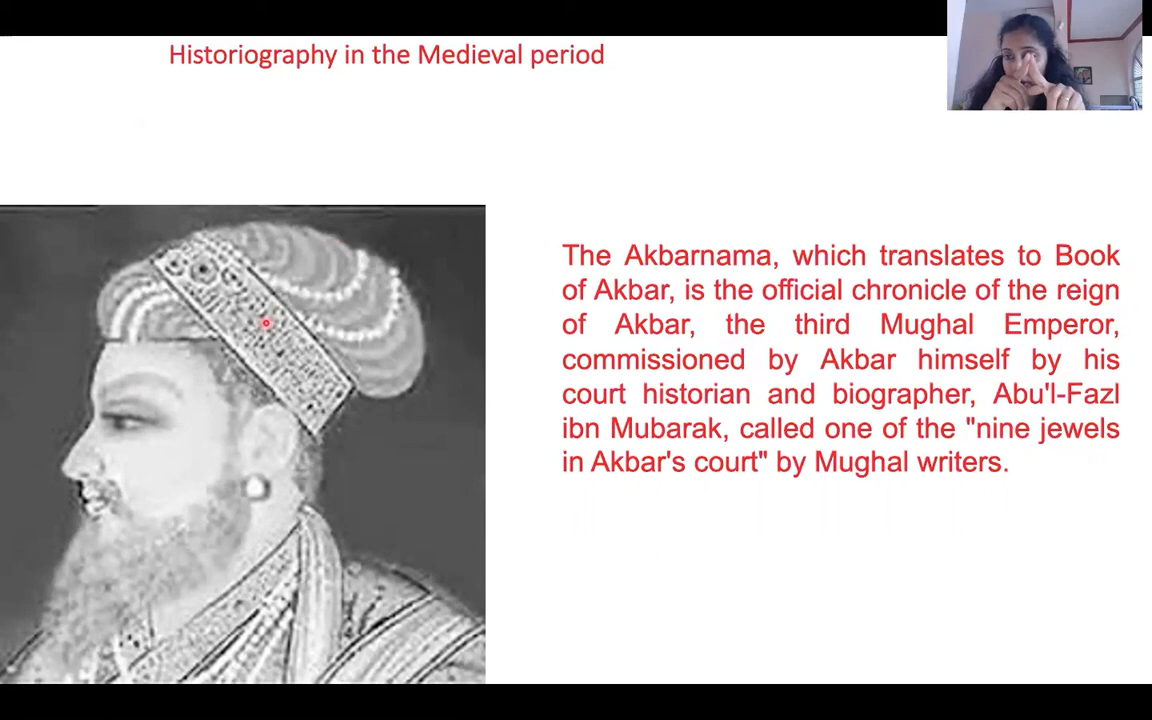 Historiography in the Medieval period
The Akbarnama, which translates to Book
of Akbar, is the official chronicle of the reign
of Akbar, the third Mughal Emperor,
commissioned by Akbar himself by his
court historian and biographer, Abu'l-Fazl
ibn Mubarak, called one of the "nine jewels
in Akbar's court" by Mughal writers.